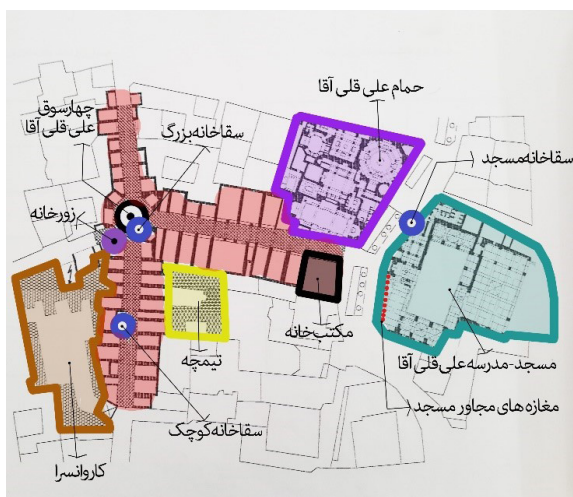 حمام علی قلی آقا
چهارسوق
علی قلی آقا
سقاخانه بزرگ
سقاخانه مسجد
زورخانه
مکتب خانه
تیمچه
مسجد-مدرسه علی قلی آقا
مغازه های مجاور مسجد
سقاخانه کوچک
کاروانسرا